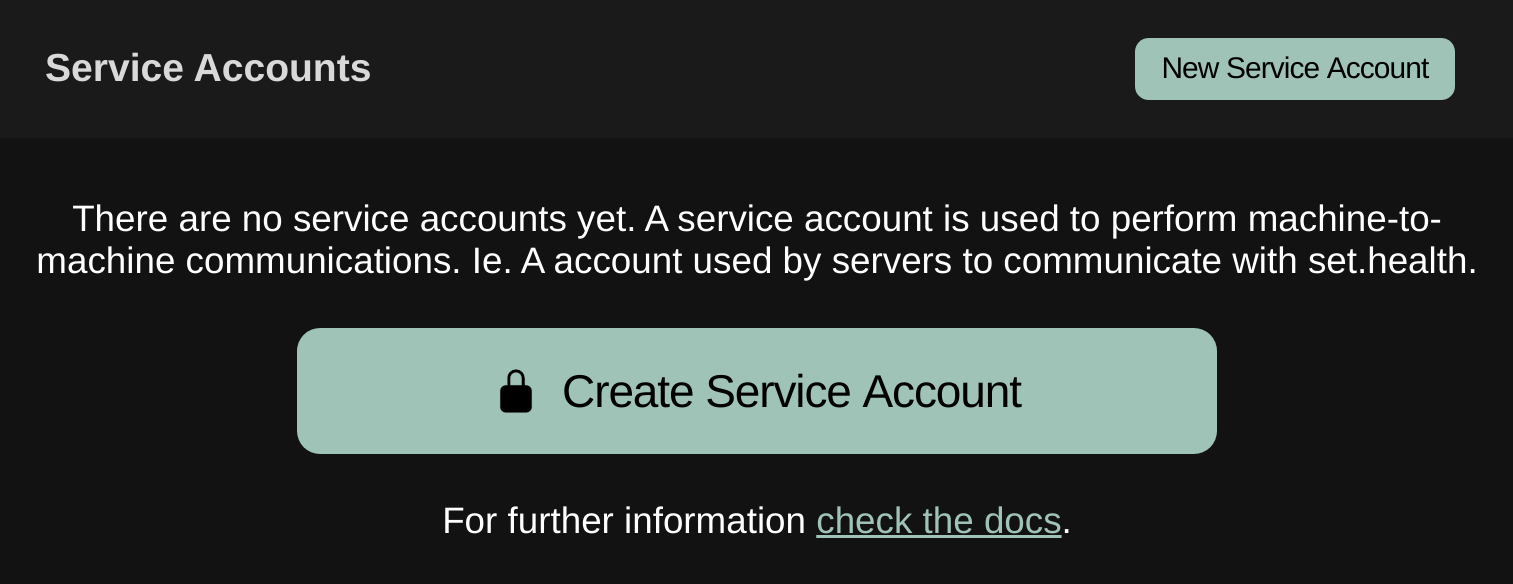 Service Accounts
New Service Account
There are no service accounts yet. A service account is used to perform machine-to-
machine communications. Ie. A account used by servers to communicate with set.health.
Create Service Account
For further information check the docs.